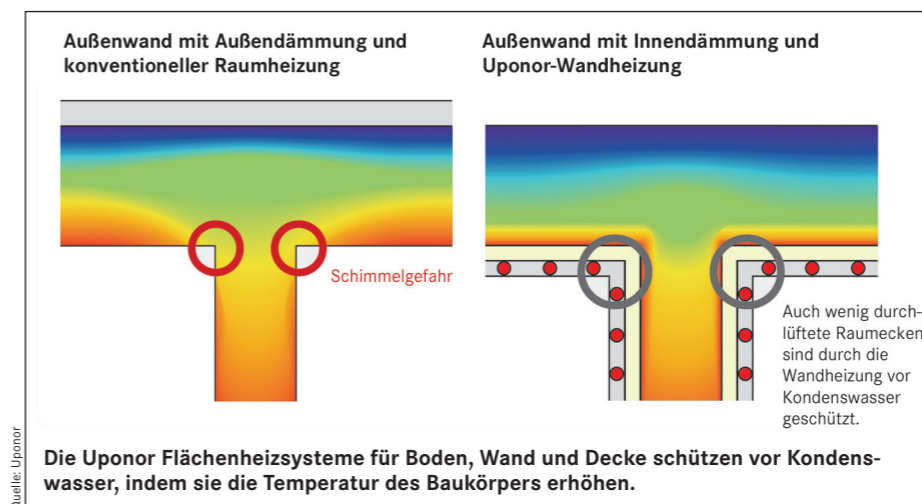 Außenwand mit Außendämmung und
konventioneller Raumheizung
Außenwand mit Innendämmung und
Uponor-Wandheizung
Schimmelgefahr
Auch wenig durch-
lüftete Raumecken
sind durch die
Wandheizung vor
Kondenswasser
geschützt.
Quelle: Uponor
Die Uponor Flächenheizsysteme für Boden, Wand und Decke schützen vor Kondens-
wasser, indem sie die Temperatur des Baukörpers erhöhen.